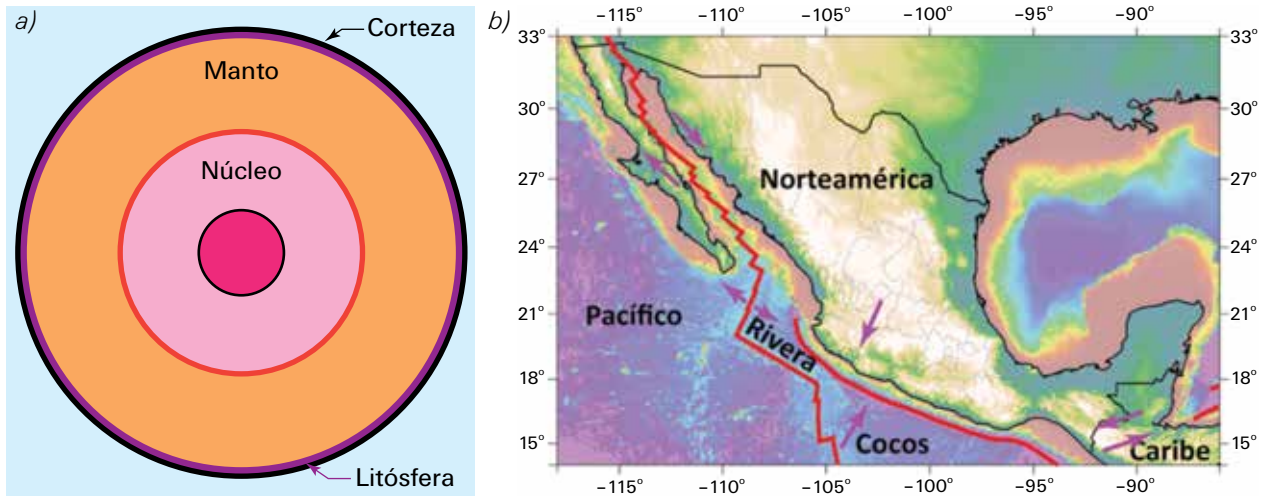 a)
Corteza
Manto
Núcleo
Litósfera
b)
−115° −110° −105° −100° −95° −90°
33° 33°
30° 30°
27° 27°
24° 24°
21° 21°
18° 18°
15° 15°
Norteamérica
Pacífico
Rivera
Cocos
Caribe
−115° −110° −105° −100° −95° −90°